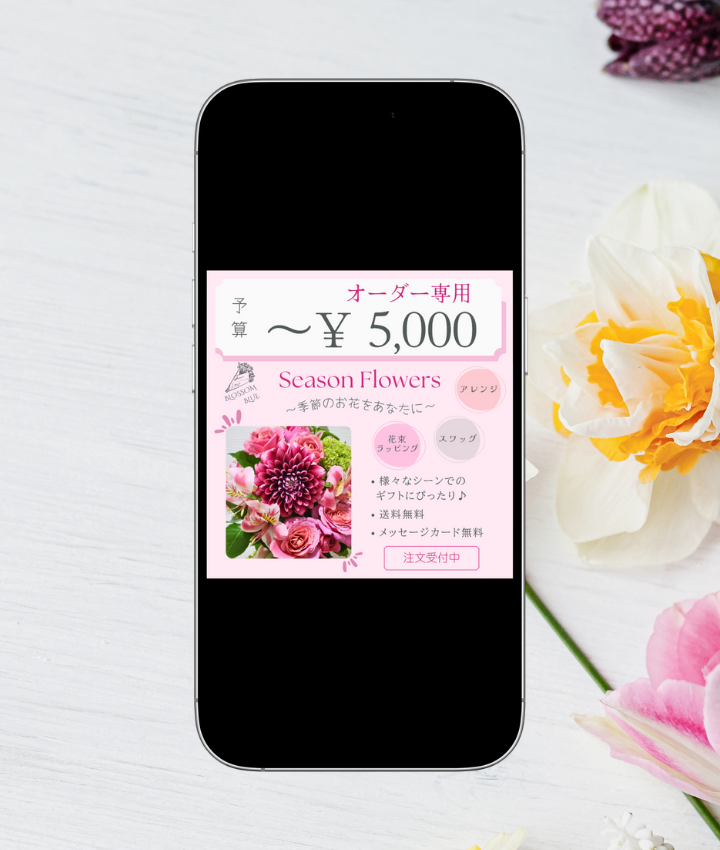 オーダー専用
予算
～¥ 5,000
BLOSSOM
BLUE
Season Flowers
～季節のお花をあなたに～
アレンジ
花束
ラッピング
スワッグ
• 様々なシーンでの
ギフトにぴったり♪
• 送料無料
• メッセージカード無料
注文受付中